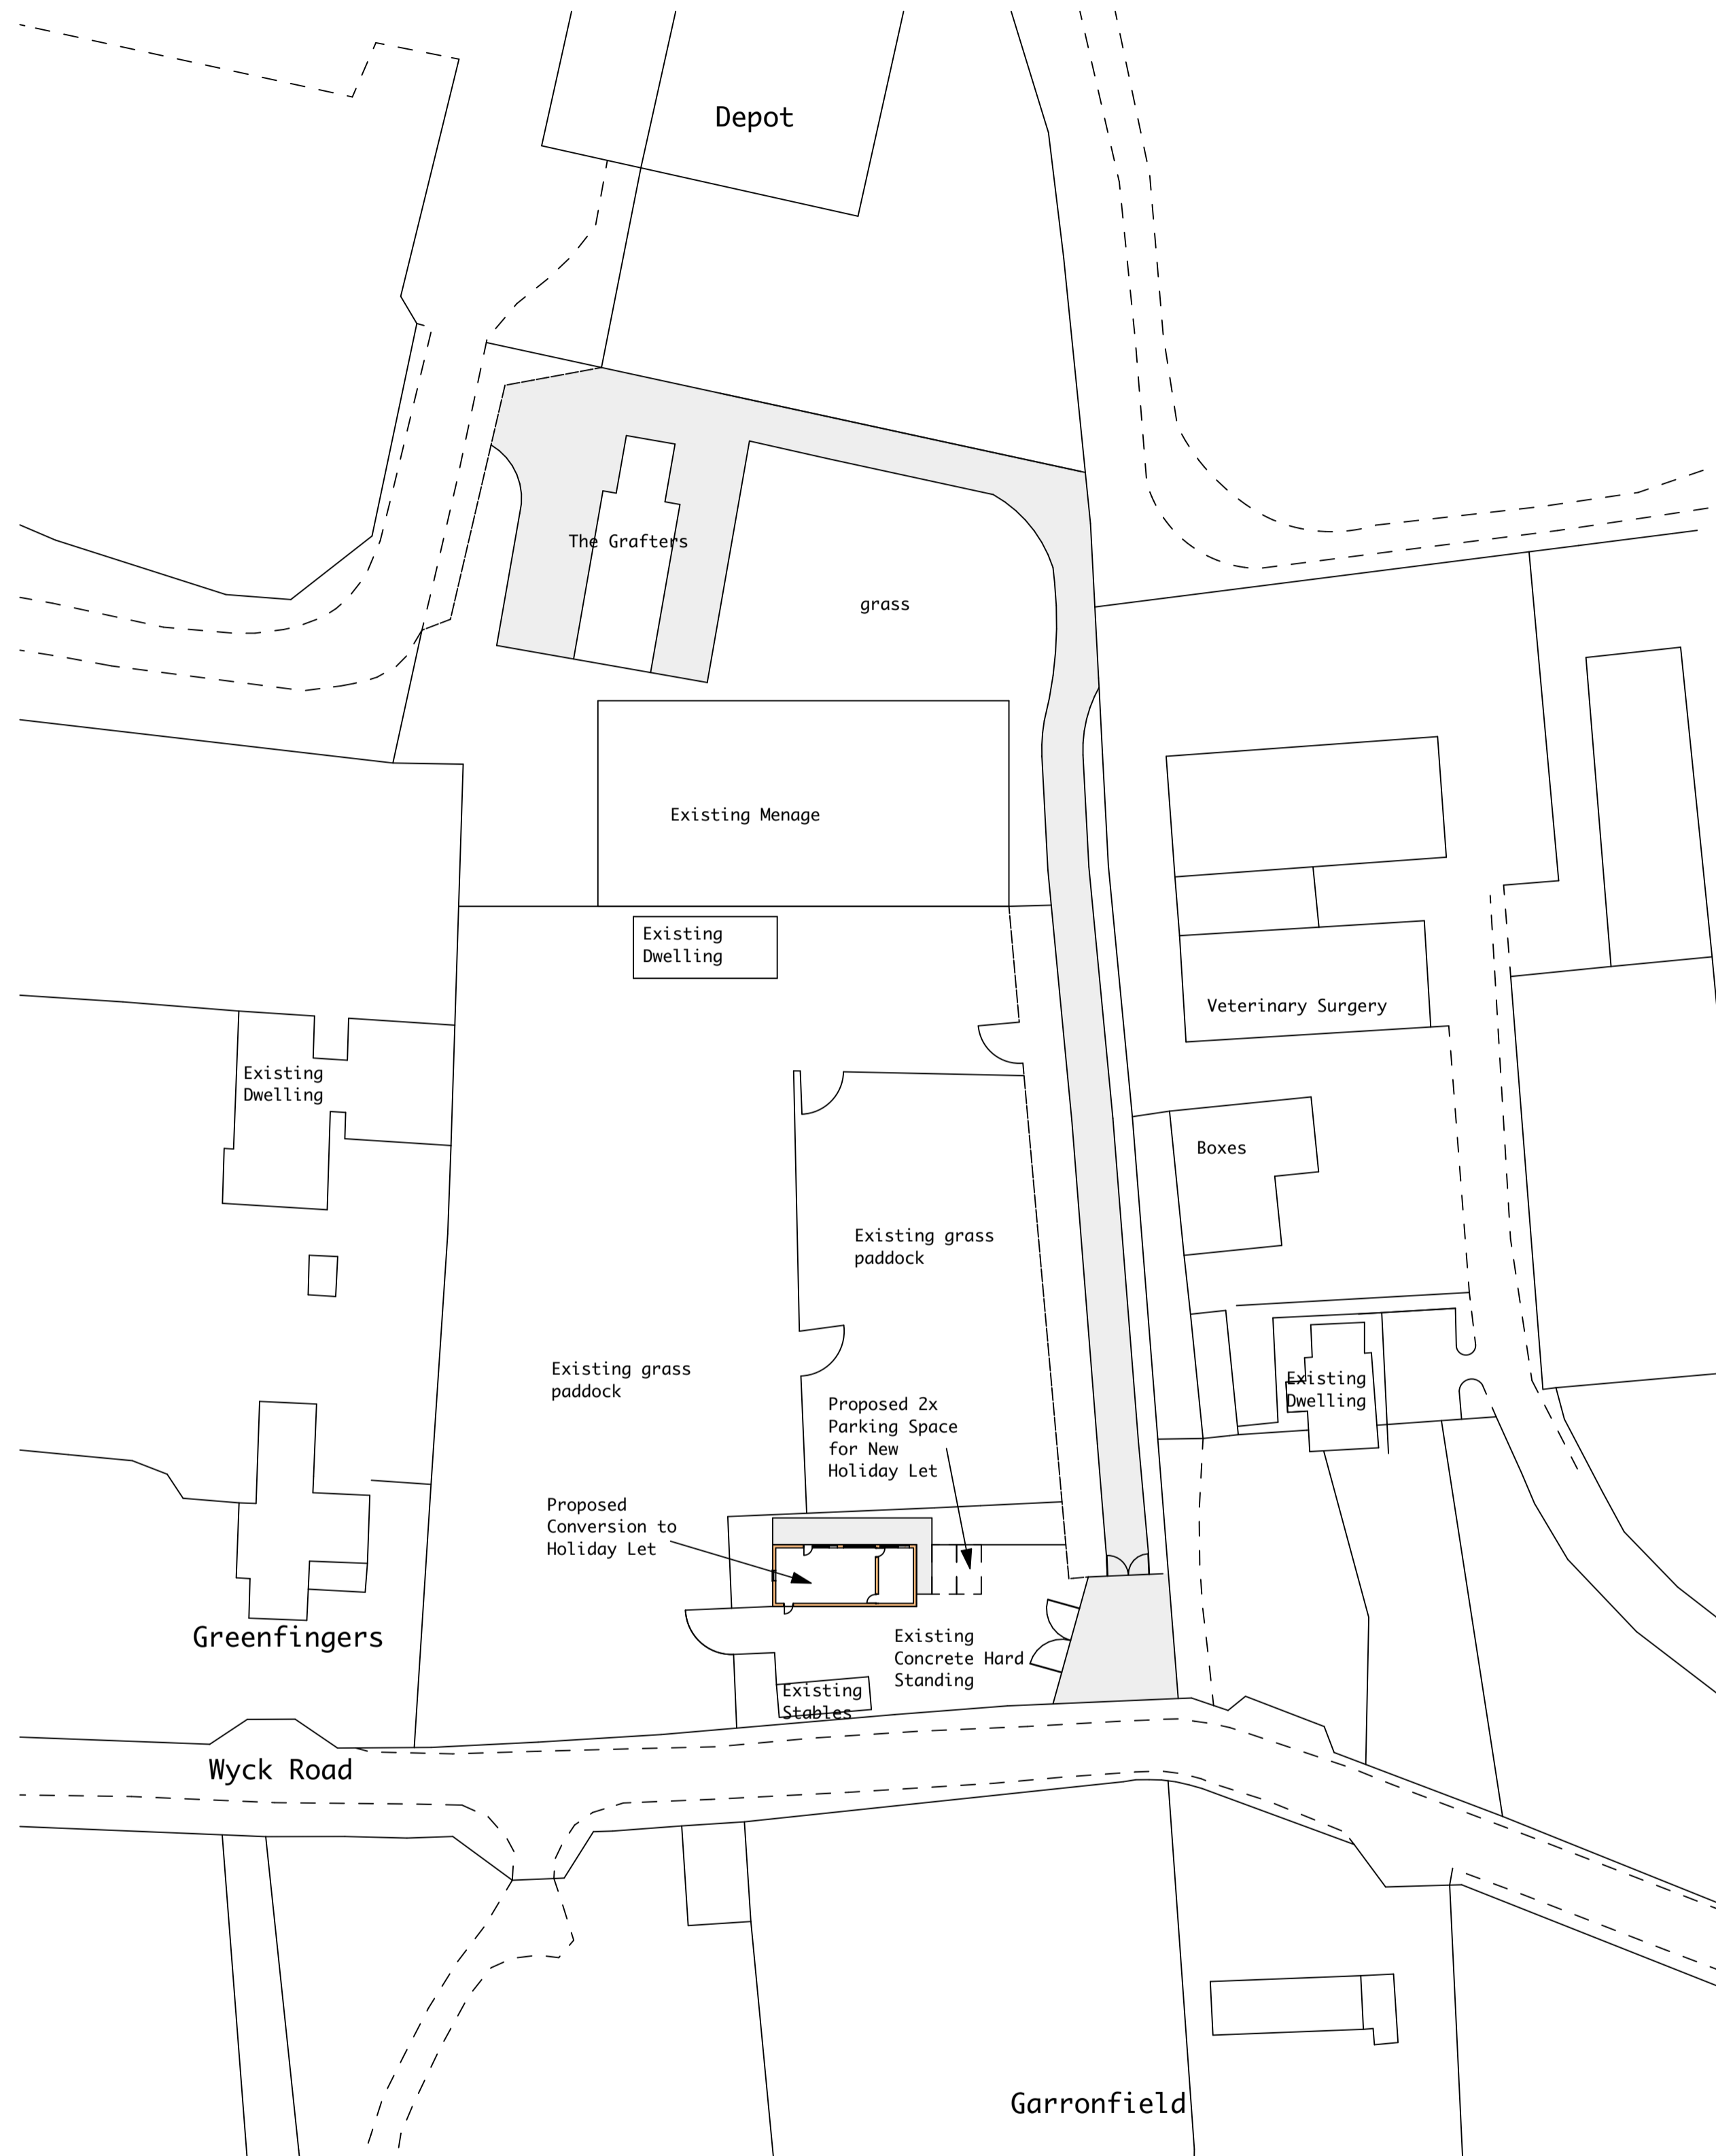 Depot
The Grafters
grass
Existing Menage
Existing
Dwelling
Veterinary Surgery
Existing
Dwelling
Boxes
Existing grass
paddock
Existing grass
paddock
Existing
Dwelling
Proposed 2x
Parking Space
for New
Holiday Let
Proposed
Conversion to
Holiday Let
Greenfingers
Existing
Concrete Hard
Standing
Existing
Stables
Wyck Road
Garronfield